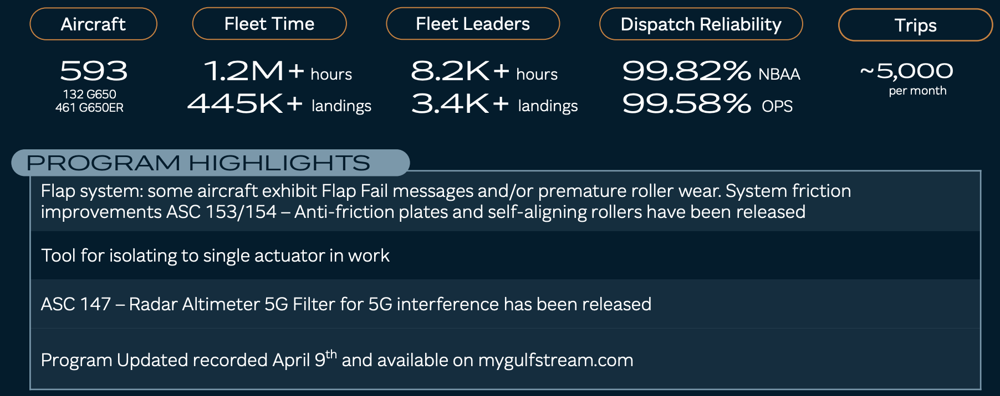 Aircraft
593
132 G650
461 G650ER
Fleet Time
1.2M+ hours
445K+ landings
Fleet Leaders
8.2K+ hours
3.4K+ landings
Dispatch Reliability
99.82% NBAA
99.58% OPS
Trips
~5,000
per month
PROGRAM HIGHLIGHTS
Flap system: some aircraft exhibit Flap Fail messages and/or premature roller wear. System friction
improvements ASC 153/154 – Anti-friction plates and self-aligning rollers have been released
Tool for isolating to single actuator in work
ASC 147 – Radar Altimeter 5G Filter for 5G interference has been released
Program Updated recorded April 9th and available on mygulfstream.com